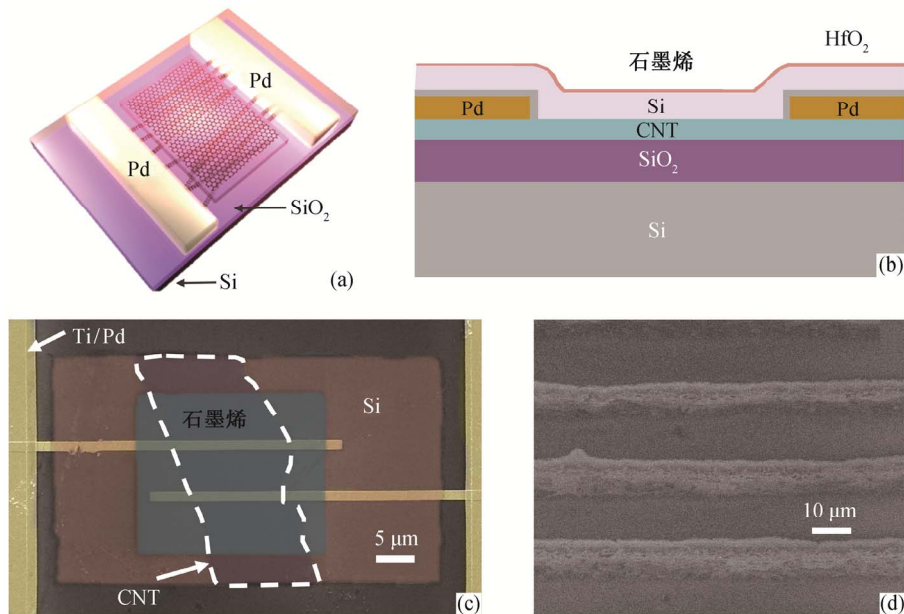 Pd
Pd
SiO₂
Si
(a)
HfO₂
石墨烯
Si
Pd
Pd
CNT
SiO₂
Si
(b)
Ti/Pd
石墨烯
Si
5 μm
CNT
(c)
10 μm
(d)